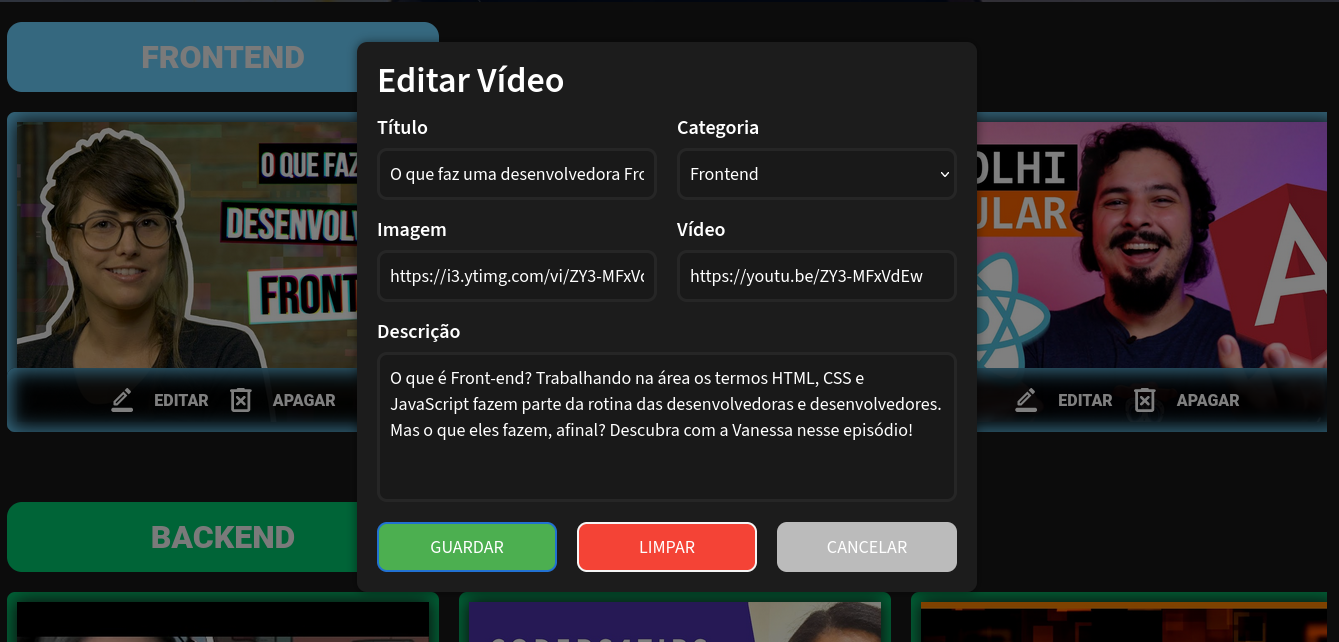 FRONTEND
Editar Vídeo
Título
Categoria
O que faz uma desenvolvedora Fro
Frontend
Imagem
Vídeo
https://i3.ytimg.com/vi/ZY3-MFxVd
https://youtu.be/ZY3-MFxVdEw
Descrição
O que é Front-end? Trabalhando na área os termos HTML, CSS e
JavaScript fazem parte da rotina das desenvolvedoras e desenvolvedores.
Mas o que eles fazem, afinal? Descubra com a Vanessa nesse episódio!
GUARDAR
LIMPAR
CANCELAR
O QUE FAZ
DESENVOLV
FRONT
OLHI
ULAR
A
EDITAR
APAGAR
EDITAR
APAGAR
BACKEND